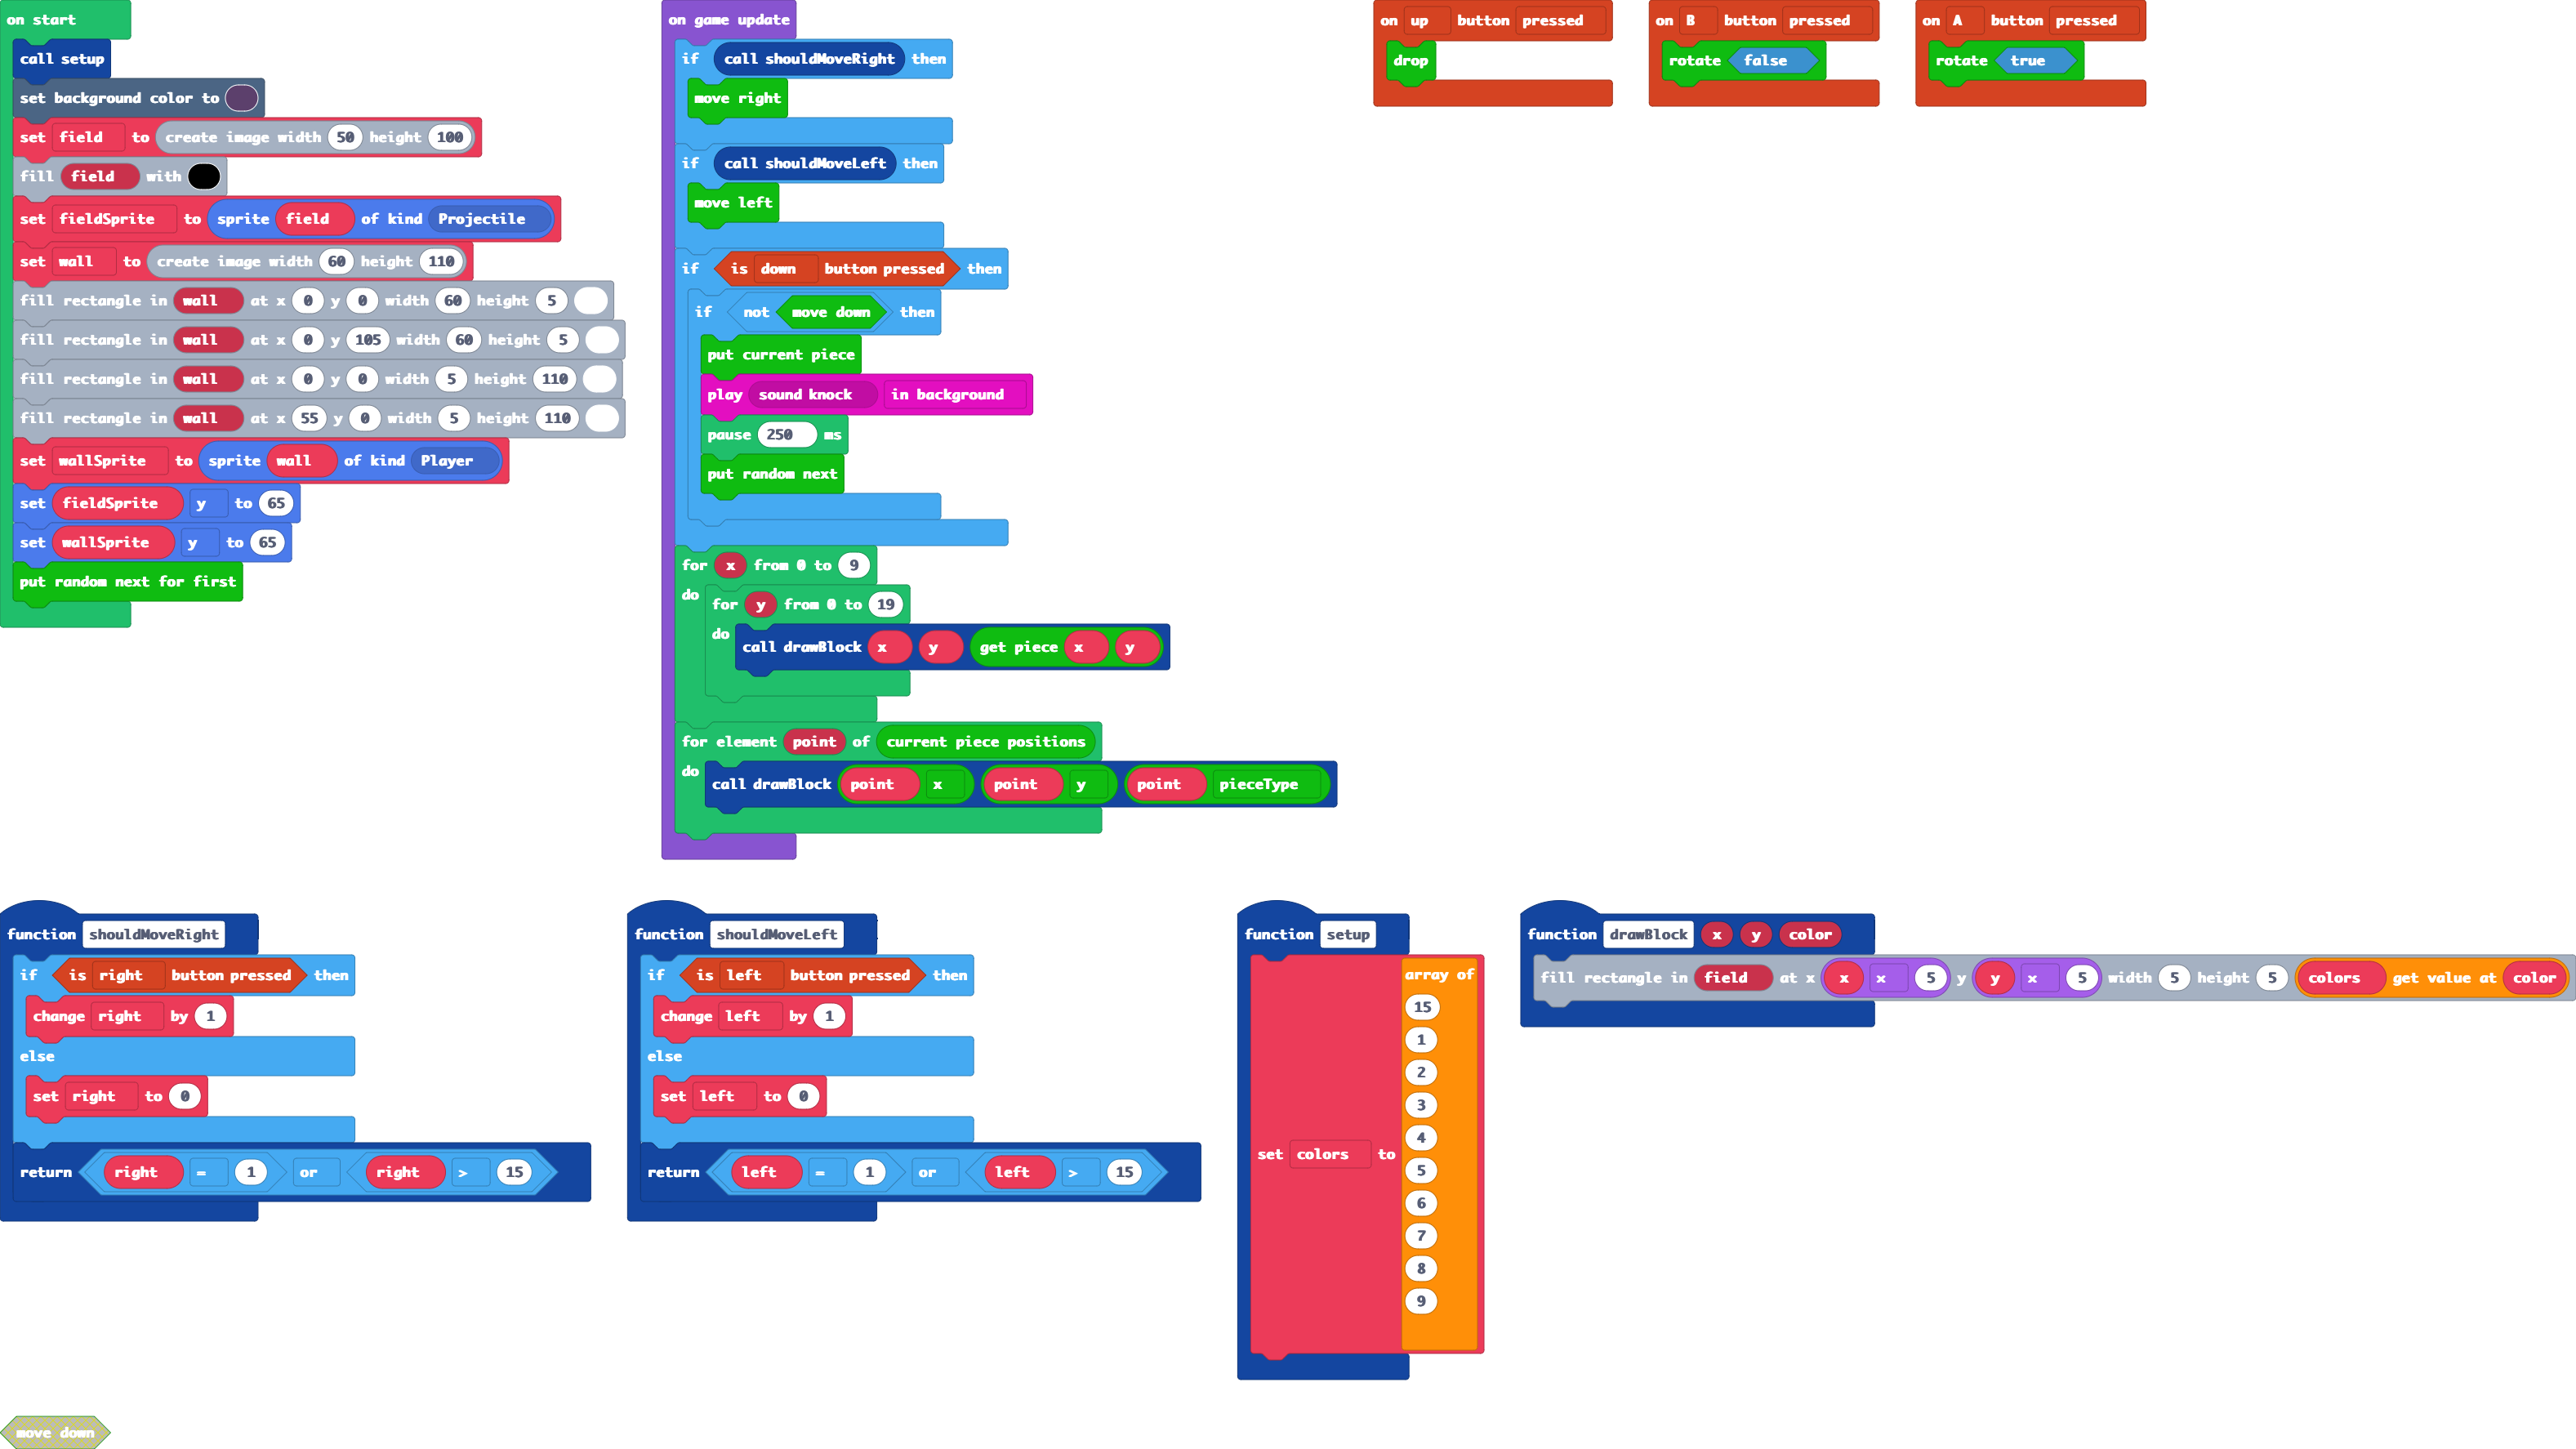 on start
call setup
set background color to
set field to create image width 50 height 100
fill field with
set fieldSprite to sprite field of kind Projectile
set wall to create image width 60 height 110
fill rectangle in wall at x 0 y 0 width 60 height 5
fill rectangle in wall at x 0 y 105 width 60 height 5
fill rectangle in wall at x 0 y 0 width 5 height 110
fill rectangle in wall at x 55 y 0 width 5 height 110
set wallSprite to sprite wall of kind Player
set fieldSprite y to 65
set wallSprite y to 65
put random next for first
on game update
if call shouldMoveRight then
move right
if call shouldMoveLeft then
move left
if is down button pressed then
if not move down then
put current piece
play sound knock in background
pause 250 ms
put random next
for x from 0 to 9
do
for y from 0 to 19
do
call drawBlock x y get piece x y
for element point of current piece positions
do
call drawBlock point x point y point pieceType
on up button pressed
drop
on B button pressed
rotate false
on A button pressed
rotate true
function shouldMoveRight
if is right button pressed then
change right by 1
else
set right to 0
return right = 1 or right > 15
function shouldMoveLeft
if is left button pressed then
change left by 1
else
set left to 0
return left = 1 or left > 15
function setup
set colors to
array of
15
1
2
3
4
5
6
7
8
9
function drawBlock x y color
fill rectangle in field at x x x 5 y y x 5 width 5 height 5 colors get value at color
move down